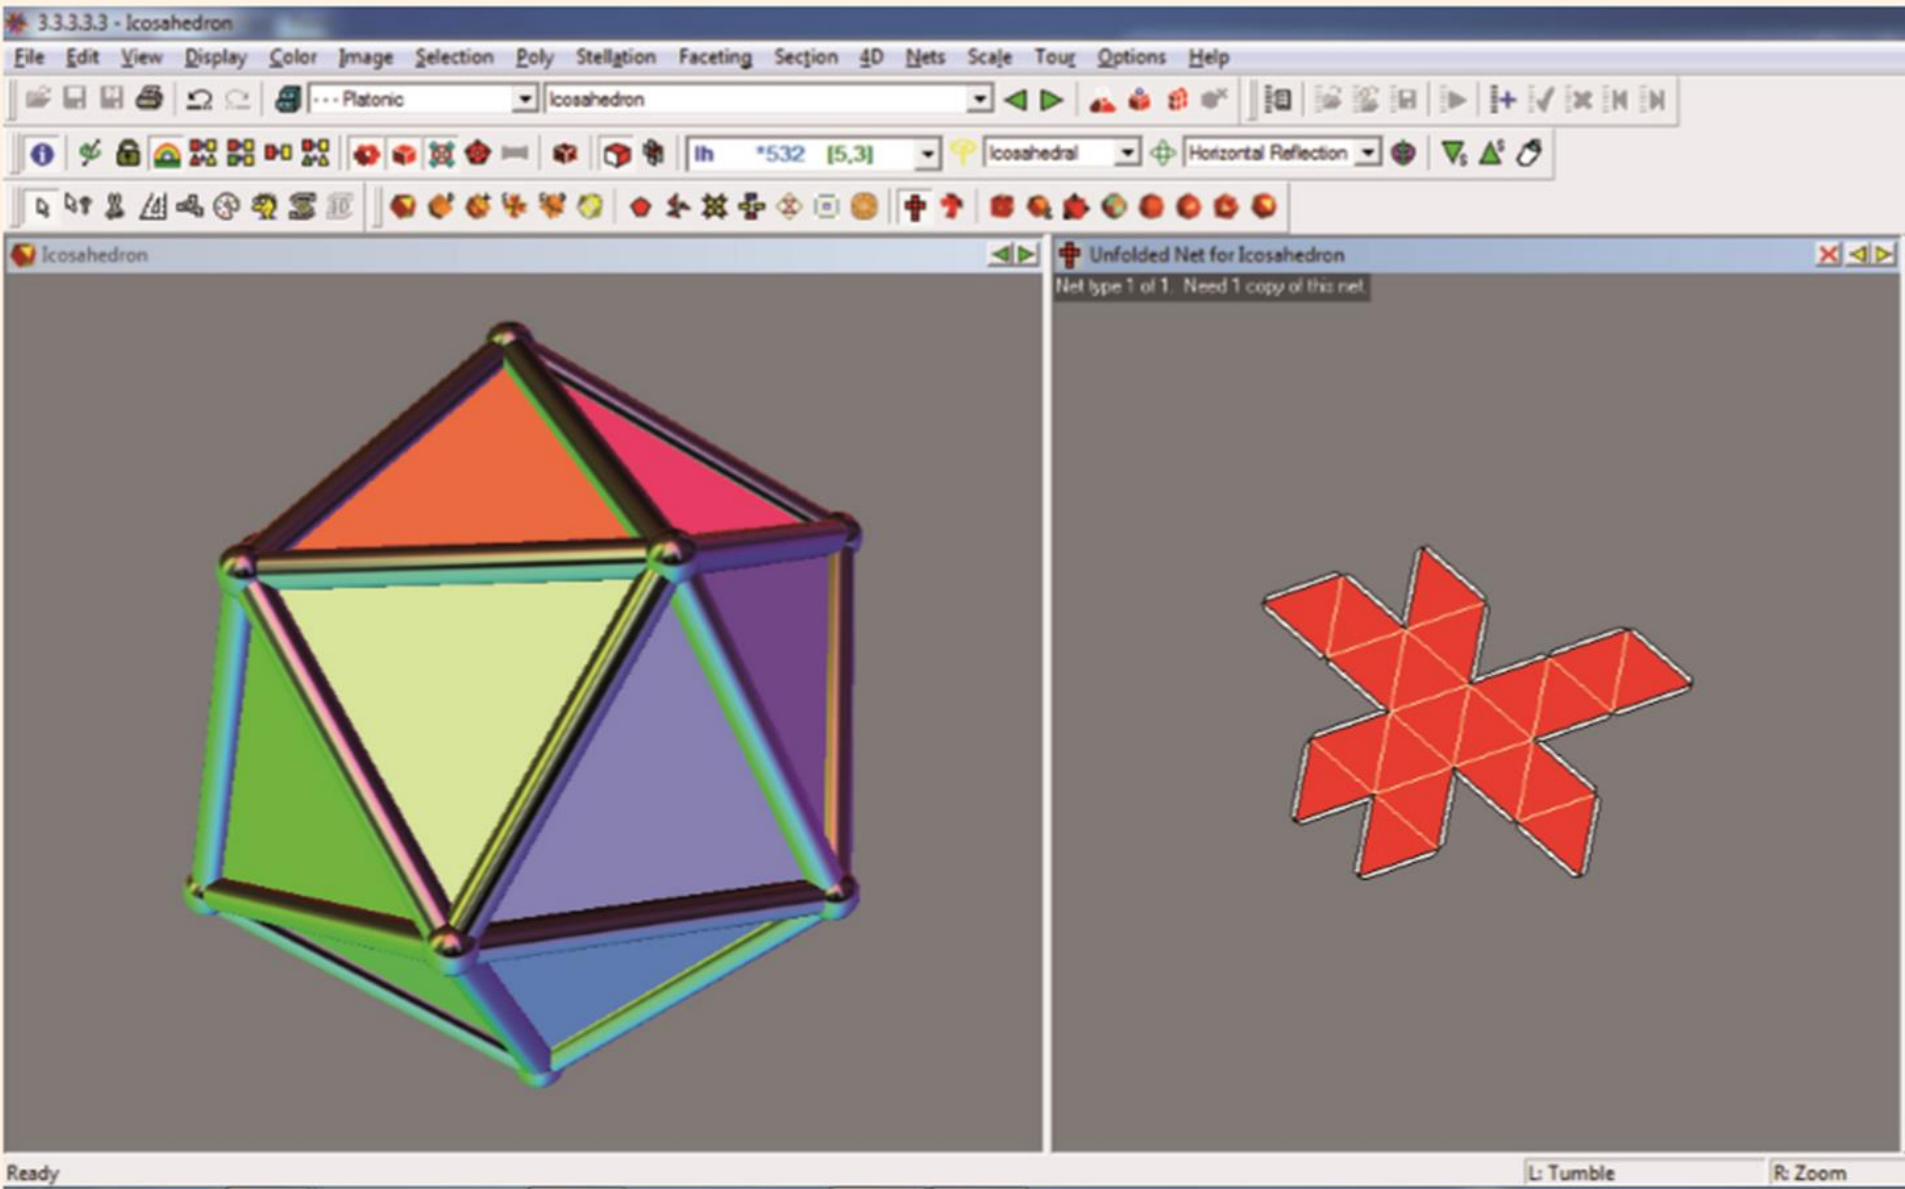 3.3.3.3.3 - Icosahedron
File Edit View Display Color Image Selection Poly Stellation Faceting Section 4D Nets Scale Tour Options Help
--- Platonic Icosahedron
Ih *532 [5,3] Icosahedral Horizontal Reflection
Icosahedron
Unfolded Net for Icosahedron
Net type 1 of 1. Need 1 copy of this net.
Ready L: Tumble R: Zoom